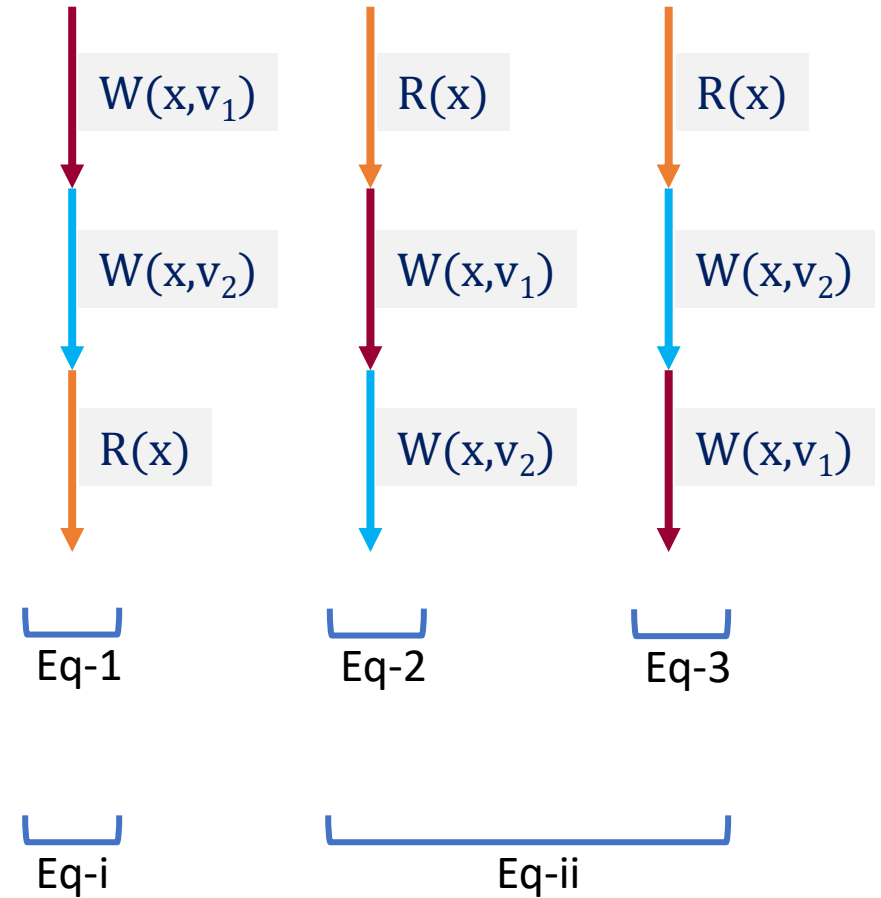 W(x,v₁) R(x) R(x)
W(x,v₂) W(x,v₁) W(x,v₂)
R(x) W(x,v₂) W(x,v₁)
Eq-1 Eq-2 Eq-3
Eq-i Eq-ii